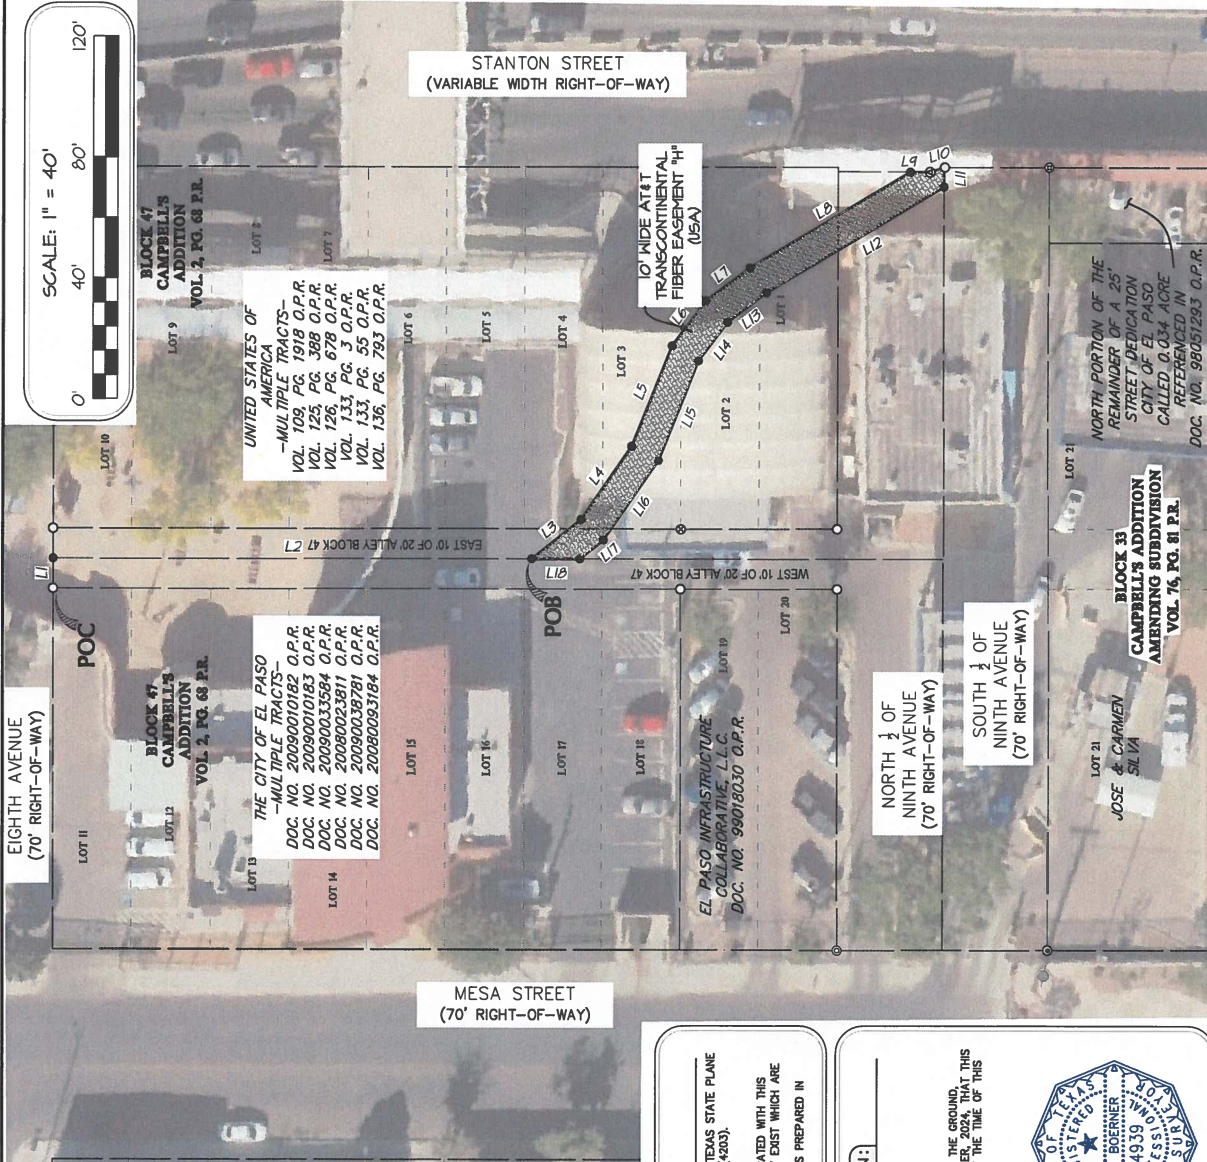 SCALE: 1" = 40'
0' 40' 80' 120'
STANTON STREET
(VARIABLE WIDTH RIGHT-OF-WAY)
BLOCK 47
CAMPBELL'S
ADDITION
VOL. 2, PG. 68 P.R.
LOT 8
LOT 7
LOT 9
LOT 6
LOT 5
LOT 4
LOT 3
LOT 2
LOT 1
LOT 10
UNITED STATES OF
AMERICA
-MULTIPLE TRACTS-
VOL. 109, PG. 1918 O.P.R.
VOL. 125, PG. 388 O.P.R.
VOL. 126, PG. 678 O.P.R.
VOL. 133, PG. 3 O.P.R.
VOL. 133, PG. 55 O.P.R.
VOL. 136, PG. 793 O.P.R.
10' WIDE AT&T
TRANSCONTINENTAL
FIBER EASEMENT "H"
(USA)
L1
L2
L3
L4
L5
L6
L7
L8
L9
L10
L11
L12
L13
L14
L15
L16
L17
L18
EAST 10' OF 20' ALLEY BLOCK 47
WEST 10' OF 20' ALLEY BLOCK 47
POC
POB
EIGHTH AVENUE
(70' RIGHT-OF-WAY)
BLOCK 47
CAMPBELL'S
ADDITION
VOL 2, PG. 68 P.R.
LOT 11
LOT 12
LOT 13
LOT 14
LOT 15
LOT 16
LOT 17
LOT 18
LOT 19
LOT 20
THE CITY OF EL PASO
-MULTIPLE TRACTS-
DOC. NO. 20090010182 O.P.R.
DOC. NO. 20090010183 O.P.R.
DOC. NO. 20090033584 O.P.R.
DOC. NO. 20080023811 O.P.R.
DOC. NO. 20090038781 O.P.R.
DOC. NO. 20080093184 O.P.R.
EL PASO INFRASTRUCTURE
COLLABORATIVE, L.L.C.
DOC. NO. 99018030 O.P.R.
NORTH 1/2 OF
NINTH AVENUE
(70' RIGHT-OF-WAY)
SOUTH 1/2 OF
NINTH AVENUE
(70' RIGHT-OF-WAY)
NORTH PORTION OF THE
REMAINDER OF A 25'
STREET DEDICATION
CITY OF EL PASO
CALLED 0.034 ACRE
REFERENCED IN
DOC. NO. 98051293 O.P.R.
LOT 21
BLOCK 33
CAMPBELL'S ADDITION
AMENDING SUBDIVISION
VOL. 76, PG. 81 P.R.
LOT 21
JOSE & CARMEN
SILVA
MESA STREET
(70' RIGHT-OF-WAY)
TEXAS STATE PLANE
4203).
ATED WITH THIS
EXIST WHICH ARE
S PREPARED IN
N:
THE GROUND,
ER, 2024, THAT THIS
THE TIME OF THIS
OF TEXAS
ISTERED
BOERNER
4939
ESSIONAL
SURVEYOR